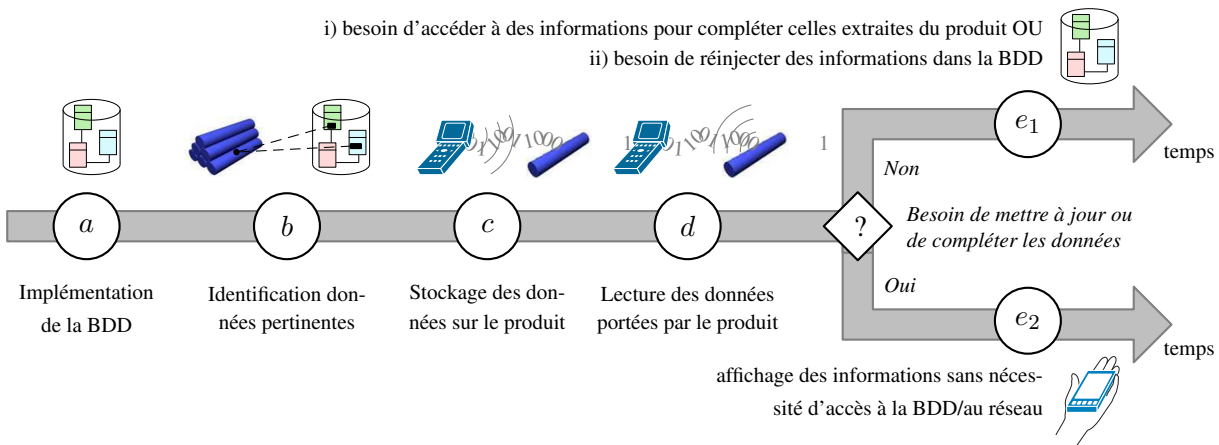 i) besoin d'accéder à des informations pour compléter celles extraites du produit OU
ii) besoin de réinjecter des informations dans la BDD
e1
temps
Non
a
b
c
d
?
Besoin de mettre à jour ou
de compléter les données
Implémentation
de la BDD
Identification don-
nées pertinentes
Stockage des don-
nées sur le produit
Lecture des données
portées par le produit
Oui
e2
temps
affichage des informations sans néces-
sité d'accès à la BDD/au réseau